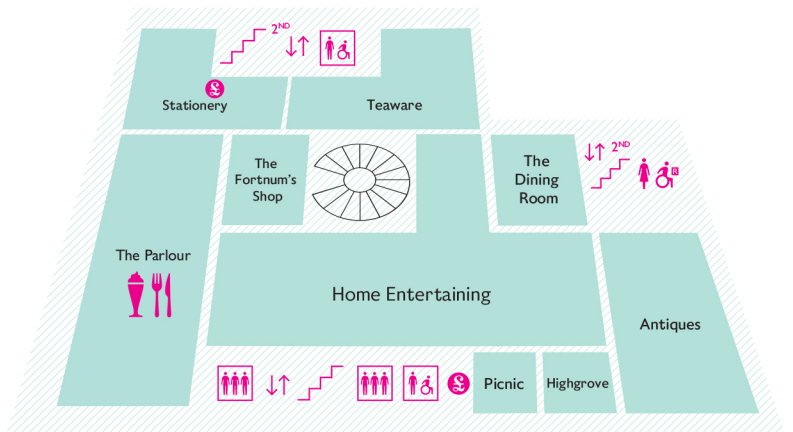 2ND
£
Stationery
Teaware
The
Fortnum's
Shop
The
Dining
Room
2ND
R
The Parlour
Home Entertaining
Antiques
£
Picnic
Highgrove